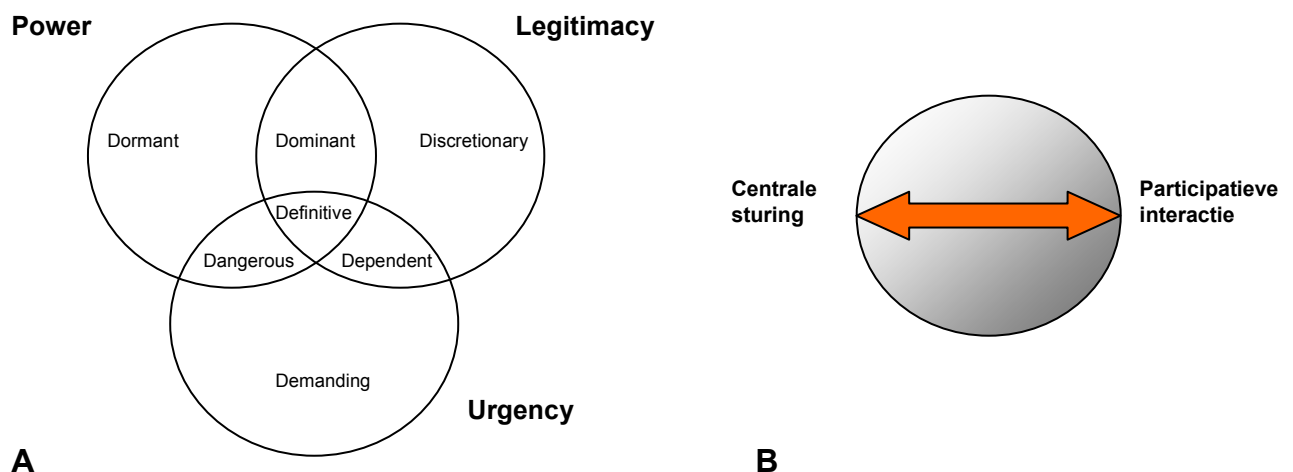 Power
Legitimacy
Dormant
Dominant
Discretionary
Definitive
Dangerous
Dependent
Demanding
Urgency
A
Centrale
sturing
Participatieve
interactie
B